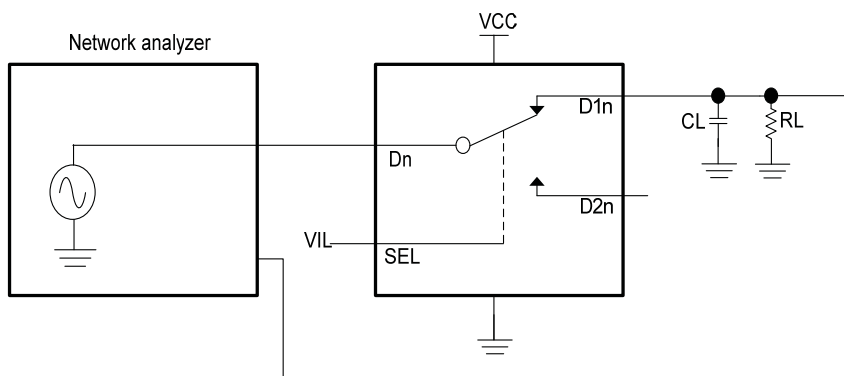 VCC
Network analyzer
D1n
CL
RL
Dn
D2n
VIL
SEL